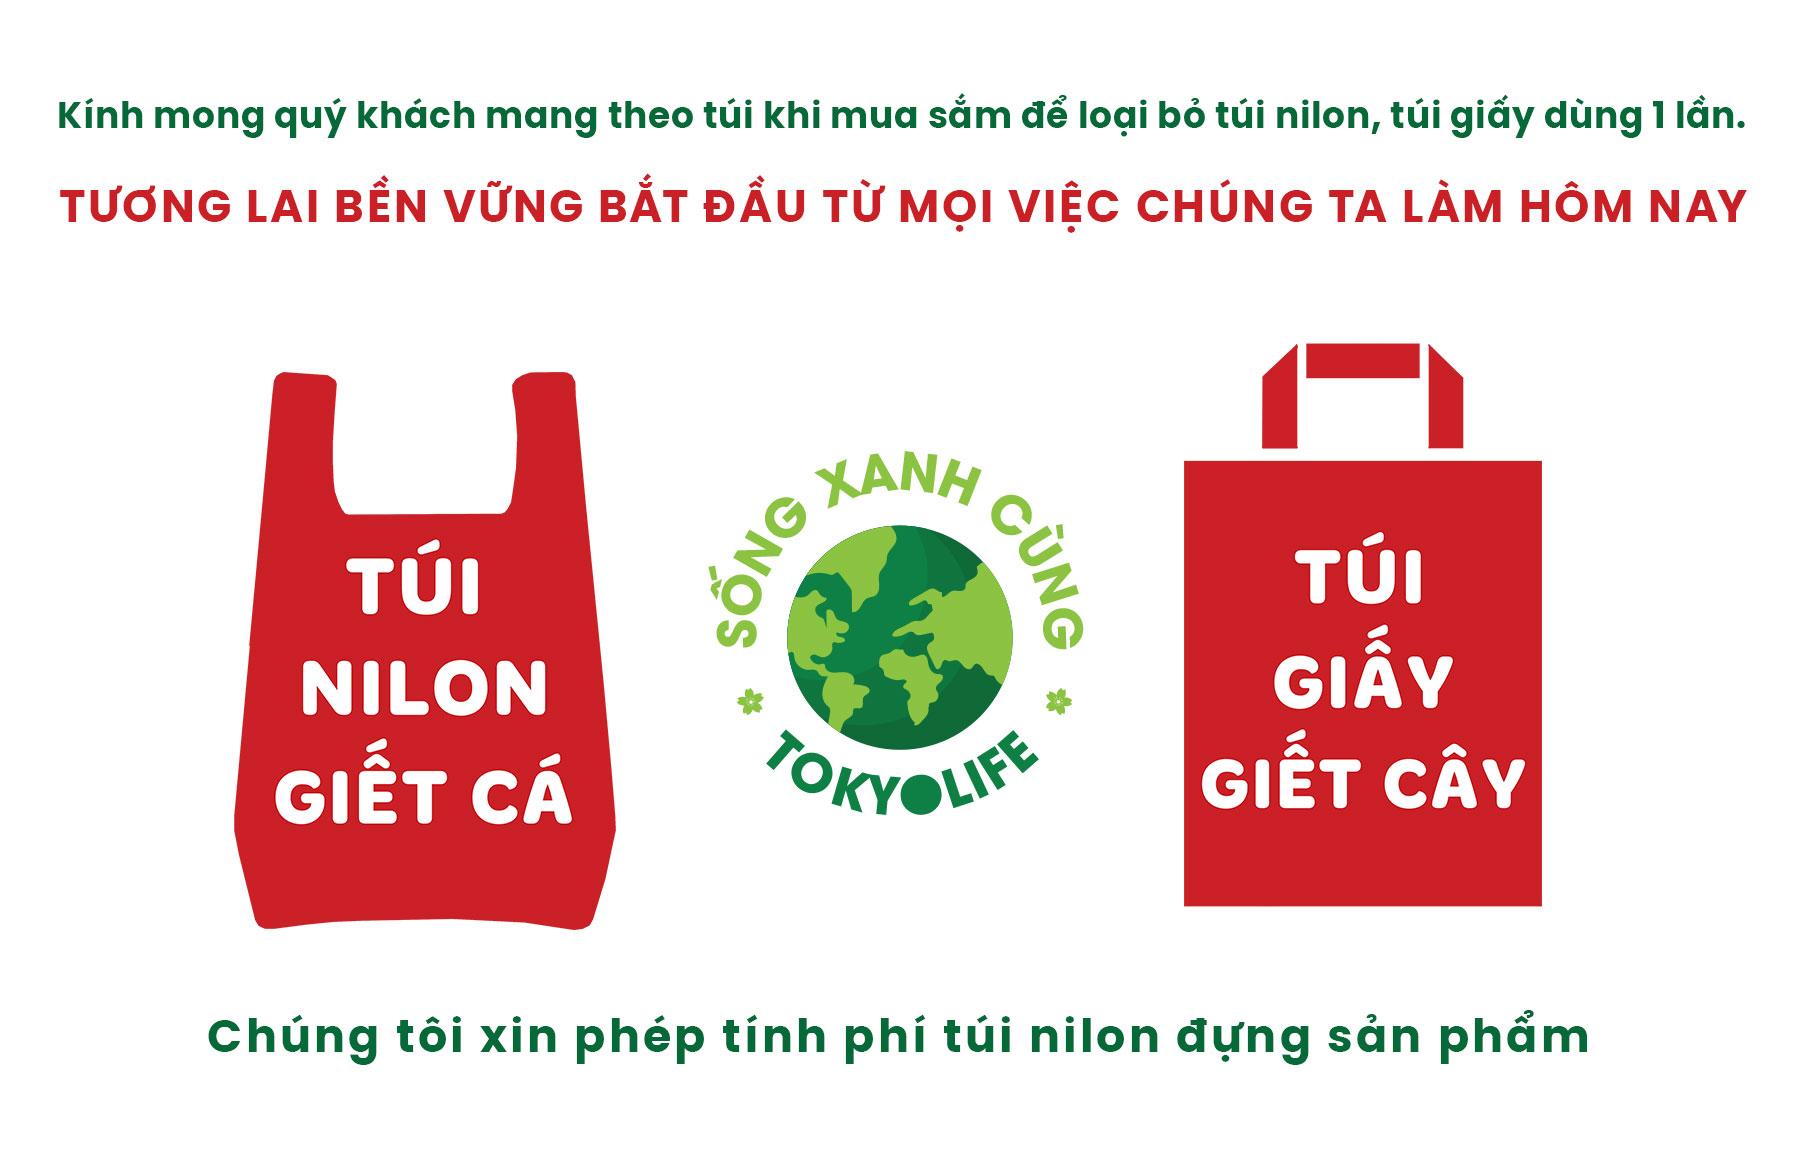 Kính mong quý khách mang theo túi khi mua sắm để loại bỏ túi nilon, túi giấy dùng 1 lần.
TƯƠNG LAI BỀN VỮNG BẮT ĐẦU TỪ MỌI VIỆC CHÚNG TA LÀM HÔM NAY
TÚI
NILON
GIẾT CÁ
SỐNG XANH CÙNG
TOKYOLIFE
TÚI
GIẤY
GIẾT CÂY
Chúng tôi xin phép tính phí túi nilon đựng sản phẩm